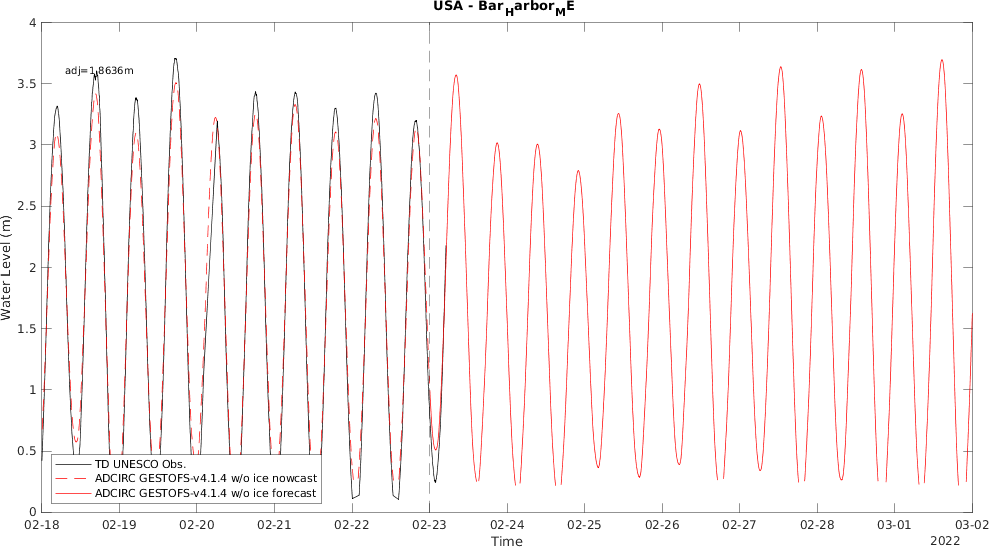 USA - Bar_Harbor_ME
4
3.5
3
2.5
2
1.5
1
0.5
0
Water Level (m)
adj=1.8636m
TD UNESCO Obs.
ADCIRC GESTOFS-v4.1.4 w/o ice nowcast
ADCIRC GESTOFS-v4.1.4 w/o ice forecast
02-18 02-19 02-20 02-21 02-22 02-23 02-24 02-25 02-26 02-27 02-28 03-01 03-02
Time
2022